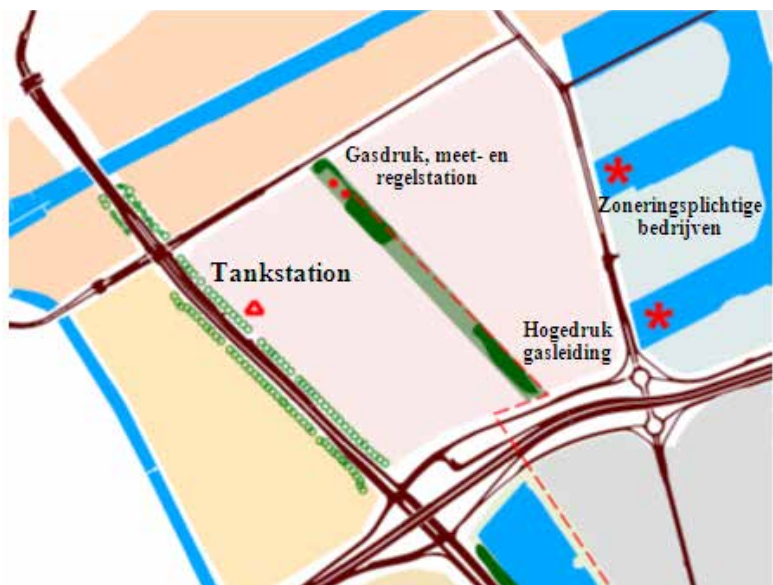 Gasdruk, meet- en
regelstation
Zoneringsplichtige
bedrijven
Tankstation
Hogedruk
gasleiding